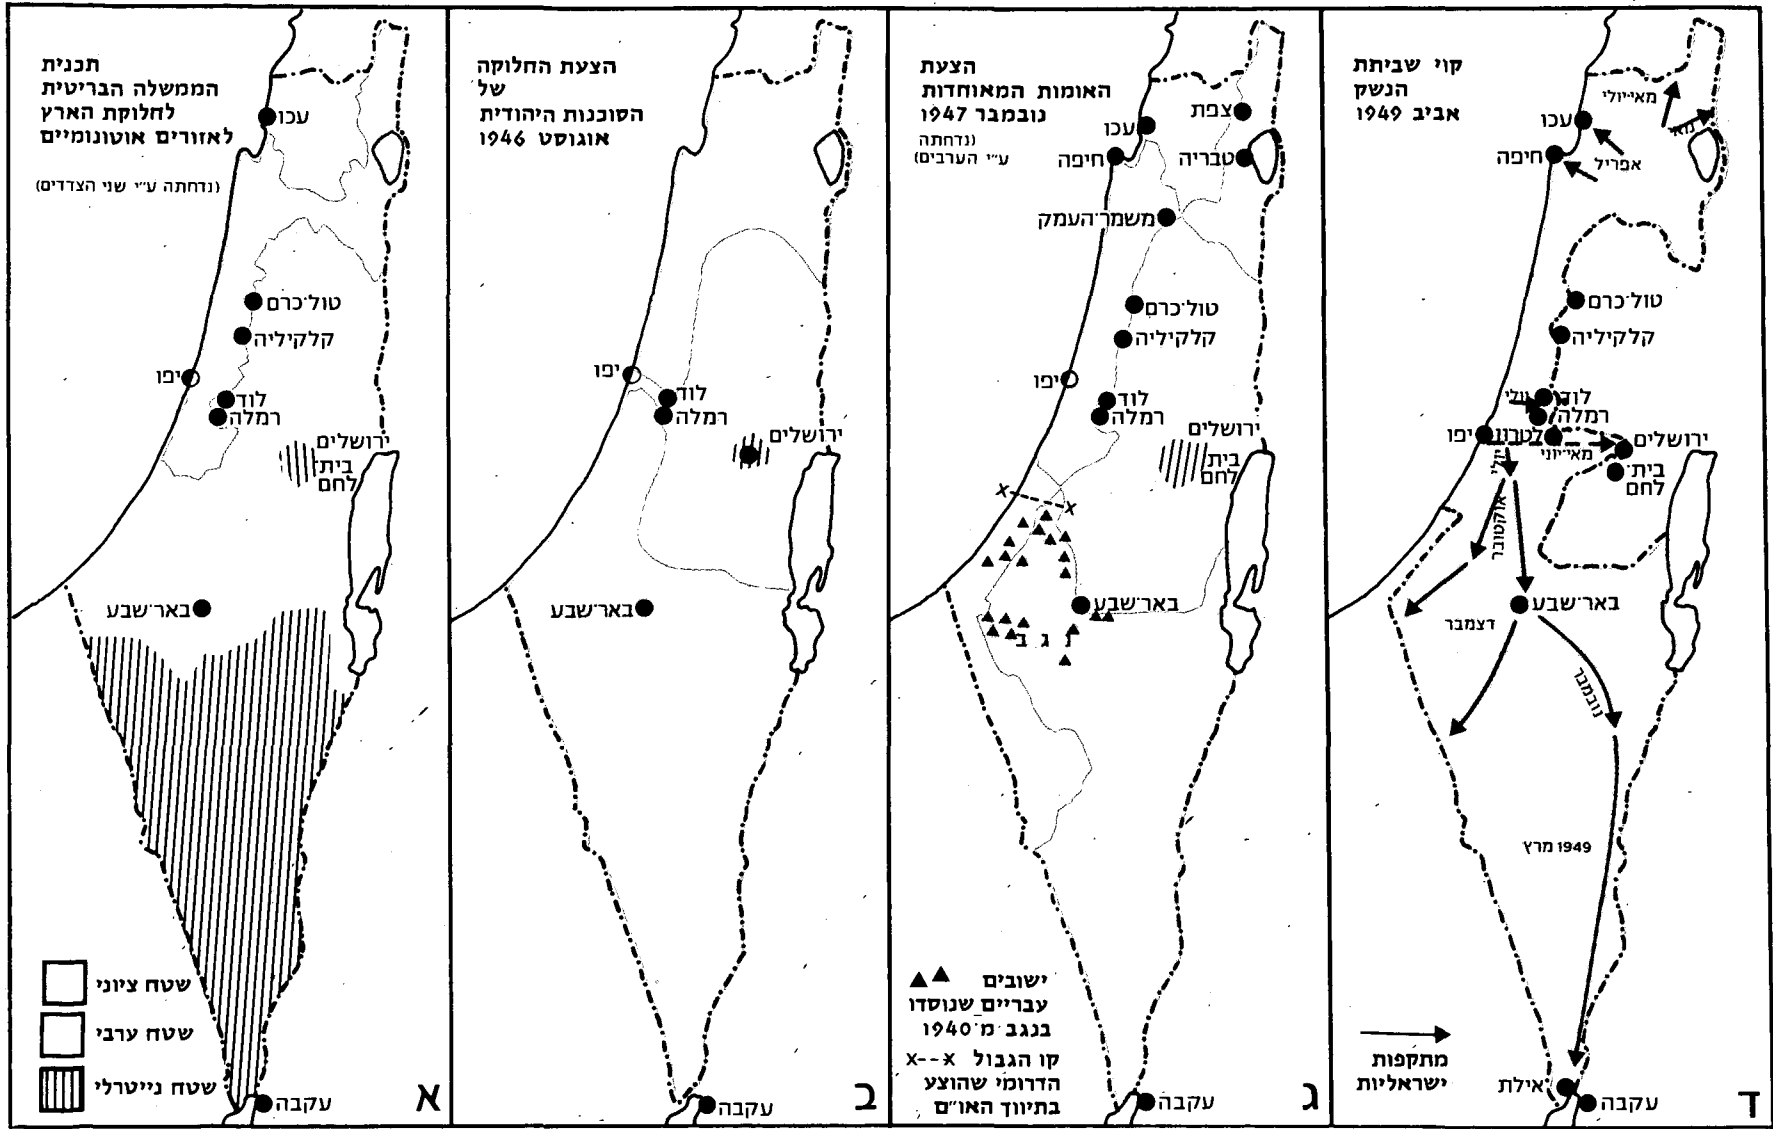 תכנית
הממשלה הבריטית
לחלוקת הארץ
לאזורים אוטונומיים
(נדחתה ע״י שני הצדדים)
עכו
טול־כרם
קלקיליה
יפו
לוד
רמלה
ירושלים
בית־
לחם
באר־שבע
שטח ציוני
שטח ערבי
שטח נייטרלי
עקבה
א
הצעת החלוקה
של
הסוכנות היהודית
אוגוסט 1946
יפו
לוד
רמלה
ירושלים
באר־שבע
עקבה
ב
הצעת
האומות המאוחדות
נובמבר 1947
(נדחתה
ע״י הערבים)
צפת
עכו
חיפה
טבריה
משמר־העמק
טול־כרם
קלקיליה
יפו
לוד
רמלה
ירושלים
בית־
לחם
x
x
באר־שבע
נ ג ב
ישובים
עבריים שנוסדו
בנגב מ־1940
קו הגבול x--x
הדרומי שהוצע
בתיווך האו״ם
עקבה
ג
קוי שביתת
הנשק
אביב 1949
מאי־יולי
מאי
עכו
חיפה
אפריל
טול־כרם
קלקיליה
לוד
יולי
רמלה
יפו
לטרון
ירושלים
מאי־יוני
בית־
לחם
יולי
אוקטובר
באר־שבע
דצמבר
נובמבר
1949 מרץ
מתקפות
ישראליות
אילת
עקבה
ד